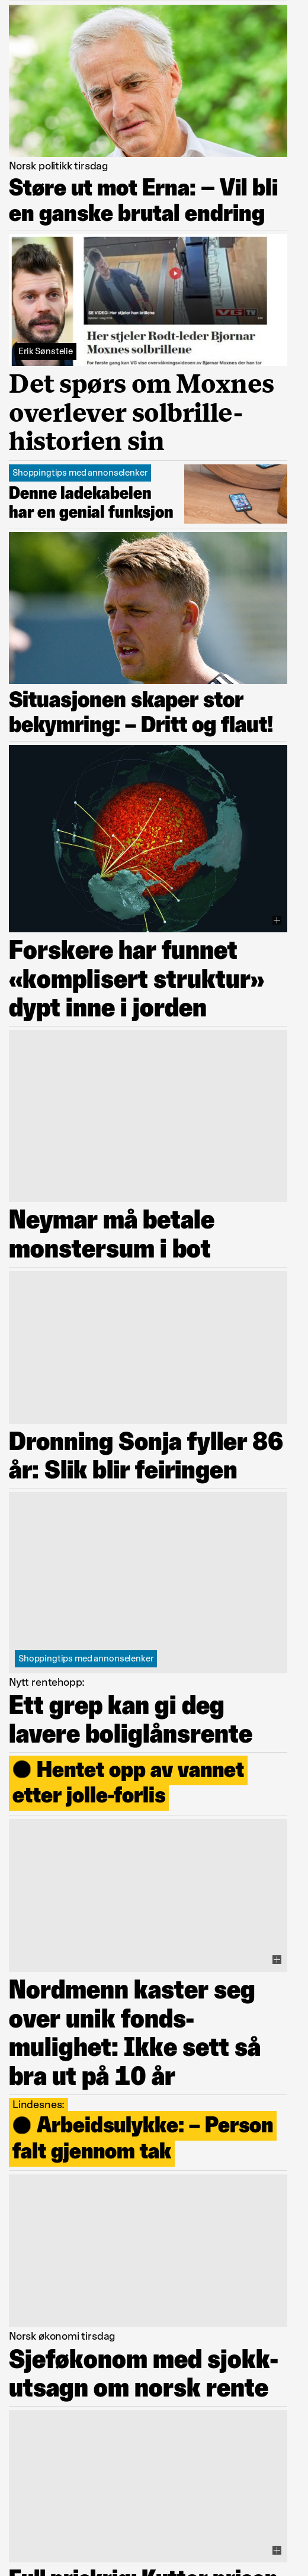 Norsk politikk tirsdag
Støre ut mot Erna: – Vil bli
en ganske brutal endring
SE VIDEO: Her stjeler han brillene
VG TV
Erik Sønstelie
Her stjeler Rødt-leder Bjørnar
Moxnes solbrillene
For første gang kan VG vise overvåkningsvideoen av Bjørnar Moxnes der han tar
Det spørs om Moxnes
overlever solbrille-
historien sin
Shoppingtips med annonselenker
Denne ladekabelen
har en genial funksjon
Situasjonen skaper stor
bekymring: – Dritt og flaut!
Forskere har funnet
«komplisert struktur»
dypt inne i jorden
Neymar må betale
monstersum i bot
Dronning Sonja fyller 86
år: Slik blir feiringen
Shoppingtips med annonselenker
Nytt rentehopp:
Ett grep kan gi deg
lavere boliglånsrente
Hentet opp av vannet
etter jolle-forlis
Nordmenn kaster seg
over unik fonds-
mulighet: Ikke sett så
bra ut på 10 år
Lindesnes:
Arbeidsulykke: – Person
falt gjennom tak
Norsk økonomi tirsdag
Sjeføkonom med sjokk-
utsagn om norsk rente
Full priskrig: Kutter prisen